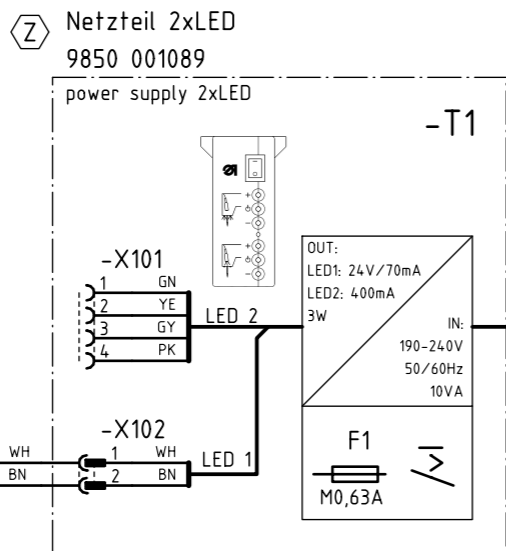 Z
Netzteil 2xLED
9850 001089
power supply 2xLED
-T1
+
-
+
-
-X101
1 GN
2 YE
3 GY
4 PK
LED 2
OUT:
LED1: 24V/70mA
LED2: 400mA
3W
IN:
190-240V
50/60Hz
10VA
-X102
WH 1 WH
BN 2 BN
LED 1
F1
M0,63A